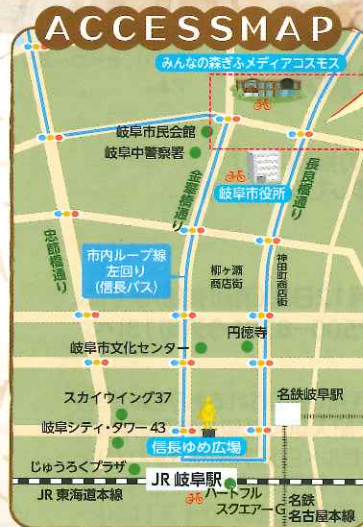 ACCESSMAP
みんなの森ぎふメディアコスモス
岐阜市民会館
岐阜中警察署
金華橋通り
長良橋通り
岐阜市役所
忠節橋通り
市内ループ線
左回り
(信長バス)
柳ヶ瀬
商店街
神田町商店街
円徳寺
岐阜市文化センター
スカイウイング37
名鉄岐阜駅
岐阜シティ・タワー43
信長ゆめ広場
じゅうろくプラザ
JR 岐阜駅
JR 東海道本線
ハートフル
スクエアーG
名鉄
名古屋本線